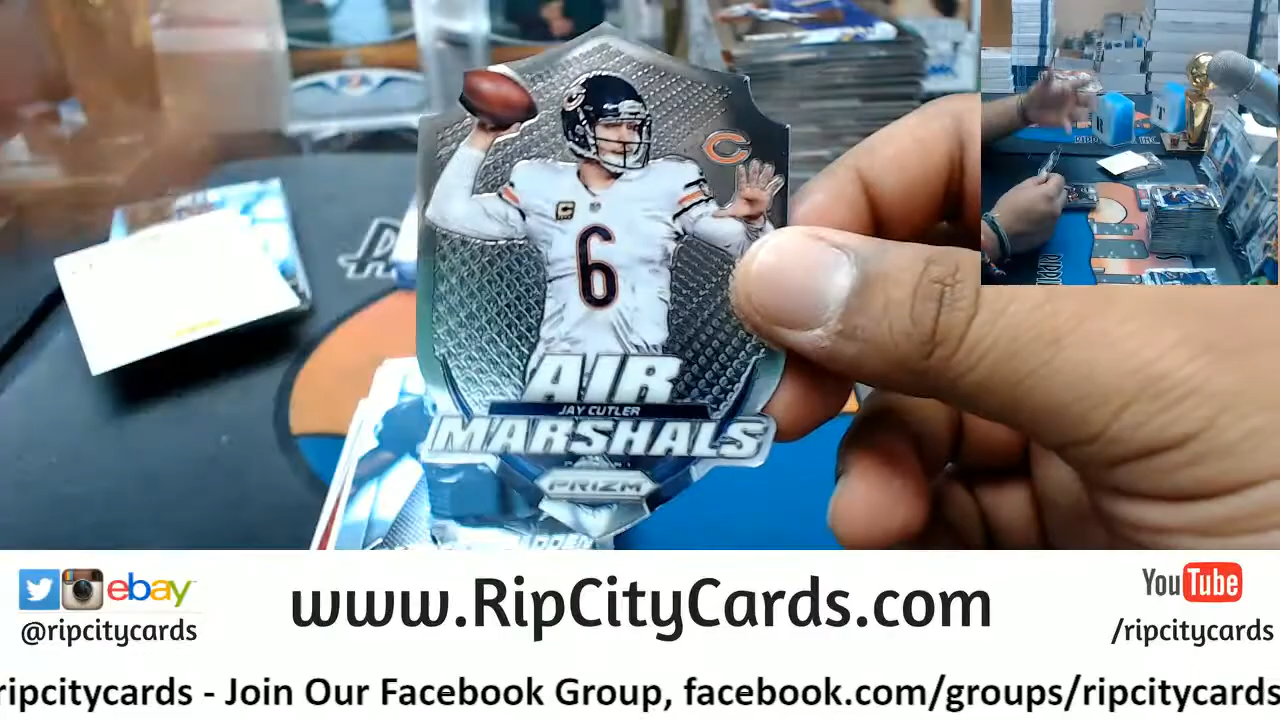 6
C
AIR
JAY CUTLER
MARSHALS
PANINI
PRIZM
ebay
@ripcitycards
www.RipCityCards.com
YouTube
/ripcitycards
ripcitycards - Join Our Facebook Group, facebook.com/groups/ripcitycards